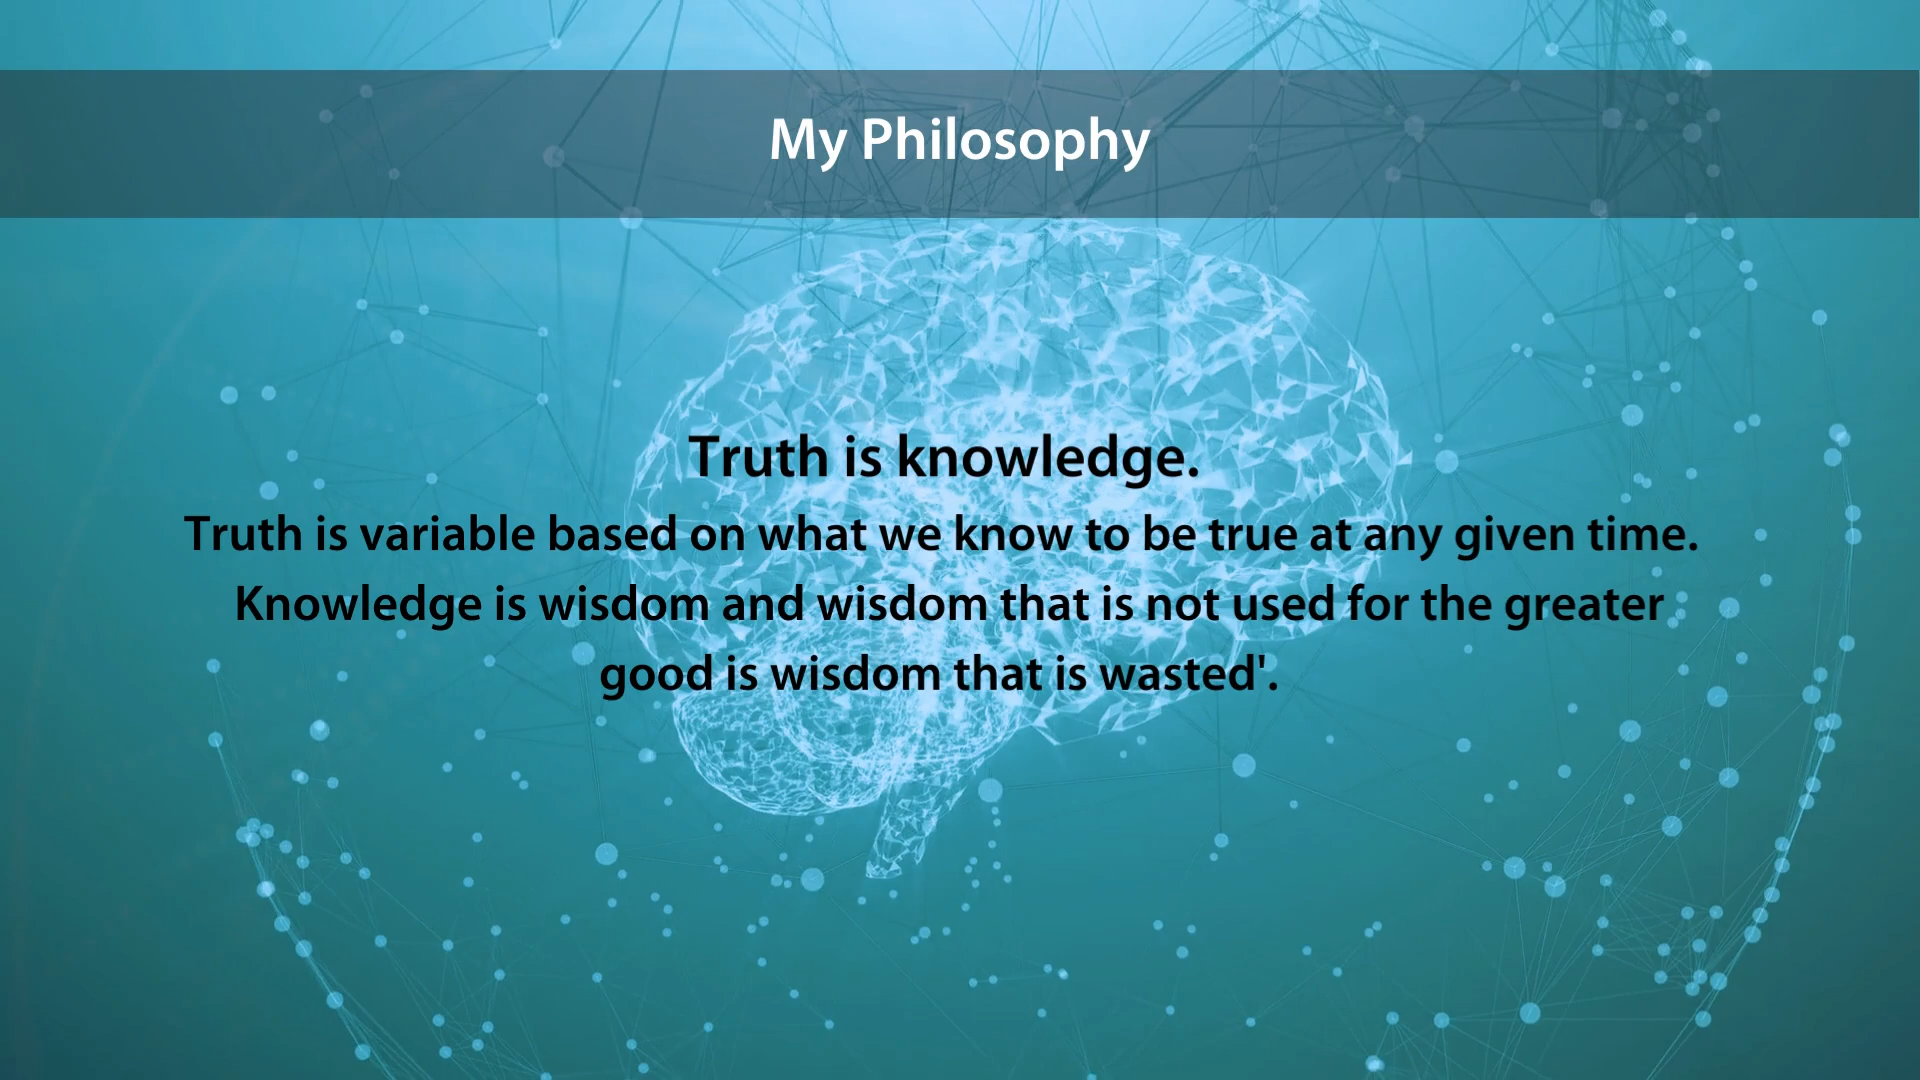 My Philosophy
Truth is knowledge.
Truth is variable based on what we know to be true at any given time.
Knowledge is wisdom and wisdom that is not used for the greater
good is wisdom that is wasted'.